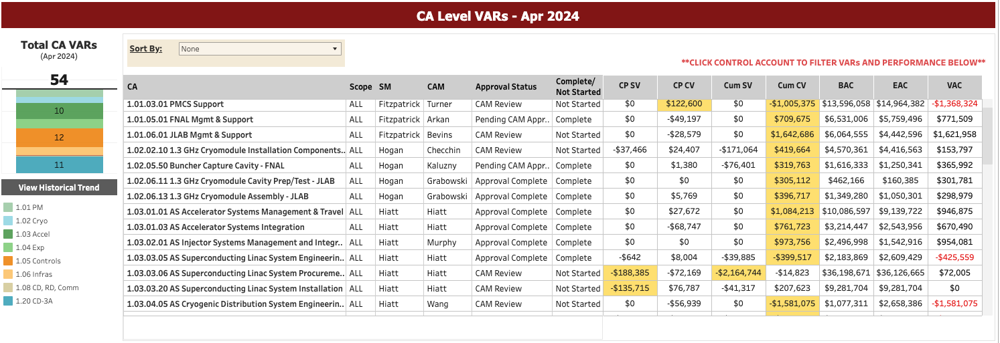 CA Level VARs - Apr 2024
Total CA VARs
(Apr 2024)
54
10
12
11
View Historical Trend
1.01 PM
1.02 Cryo
1.03 Accel
1.04 Exp
1.05 Controls
1.06 Infras
1.08 CD, RD, Comm
1.20 CD-3A
Sort By: None
**CLICK CONTROL ACCOUNT TO FILTER VARs AND PERFORMANCE BELOW**
CA Scope SM CAM Approval Status Complete/ Not Started CP SV CP CV Cum SV Cum CV BAC EAC VAC
1.01.03.01 PMCS Support ALL Fitzpatrick Turner CAM Review Not Started $0 $122,600 $0 -$1,005,375 $13,596,058 $14,964,382 -$1,368,324
1.01.05.01 FNAL Mgmt & Support ALL Fitzpatrick Arkan Pending CAM Appr.. Complete $0 -$49,197 $0 $709,675 $6,531,006 $5,759,496 $771,509
1.01.06.01 JLAB Mgmt & Support ALL Fitzpatrick Bevins CAM Review Not Started $0 -$28,579 $0 $1,642,686 $6,064,555 $4,442,596 $1,621,958
1.02.02.10 1.3 GHz Cryomodule Installation Components.. ALL Hogan Checchin CAM Review Not Started -$37,466 $24,407 -$171,064 $419,664 $4,570,361 $4,416,563 $153,797
1.02.05.50 Buncher Capture Cavity - FNAL ALL Hogan Kaluzny Pending CAM Appr.. Complete $0 $1,380 -$76,401 $319,763 $1,616,333 $1,250,341 $365,992
1.02.06.11 1.3 GHz Cryomodule Cavity Prep/Test - JLAB ALL Hogan Grabowski Approval Complete Complete $0 $0 $0 $305,112 $462,166 $160,385 $301,781
1.02.06.13 1.3 GHz Cryomodule Assembly - JLAB ALL Hogan Grabowski Approval Complete Complete $0 $5,769 $0 $396,717 $1,349,280 $1,050,301 $298,979
1.03.01.01 AS Accelerator Systems Management & Travel ALL Hiatt Hiatt Approval Complete Complete $0 $27,672 $0 $1,084,213 $10,086,597 $9,139,722 $946,875
1.03.01.03 AS Accelerator Systems Integration ALL Hiatt Hiatt Approval Complete Complete $0 -$68,747 $0 $761,723 $3,214,447 $2,543,956 $670,490
1.03.02.01 AS Injector Systems Management and Integr.. ALL Hiatt Murphy Approval Complete Complete $0 $0 $0 $973,756 $2,496,998 $1,542,916 $954,081
1.03.03.05 AS Superconducting Linac System Engineerin.. ALL Hiatt Hiatt Approval Complete Complete -$642 $8,004 -$39,885 -$399,517 $2,183,869 $2,609,429 -$425,559
1.03.03.06 AS Superconducting Linac System Procureme.. ALL Hiatt Hiatt CAM Review Not Started -$188,385 -$72,169 -$2,164,744 -$14,823 $36,198,671 $36,126,665 $72,005
1.03.03.20 AS Superconducting Linac System Installation ALL Hiatt Hiatt CAM Review Not Started -$135,715 $76,787 -$41,317 $207,623 $9,281,704 $9,281,704 $0
1.03.04.05 AS Cryogenic Distribution System Engineerin.. ALL Hiatt Wang CAM Review Not Started $0 -$56,939 $0 -$1,581,075 $1,077,311 $2,658,386 -$1,581,075